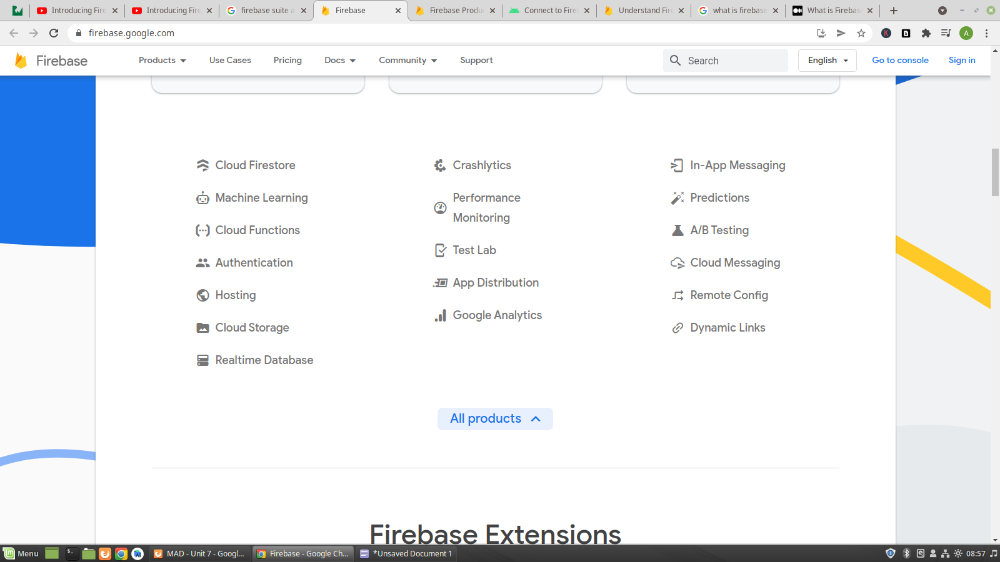 Introducing Fire
Introducing Fire
firebase suite a
Firebase
Firebase Produ
Connect to Fire
Understand Fire
what is firebase
What is Firebas
firebase.google.com
A
Firebase
Products
Use Cases
Pricing
Docs
Community
Support
Search
English
Go to console
Sign in
Cloud Firestore
Machine Learning
Cloud Functions
Authentication
Hosting
Cloud Storage
Realtime Database
Crashlytics
Performance
Monitoring
Test Lab
App Distribution
Google Analytics
In-App Messaging
Predictions
A/B Testing
Cloud Messaging
Remote Config
Dynamic Links
All products
Firebase Extensions
Menu
MAD - Unit 7 - Googl...
Firebase - Google Ch...
*Unsaved Document 1
08:57